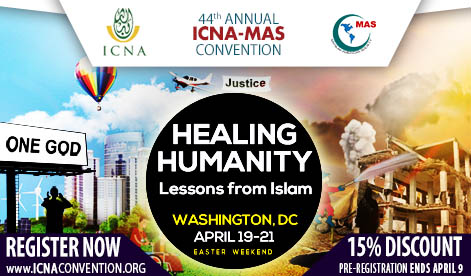 ICNA
44th ANNUAL
ICNA-MAS
CONVENTION
MAS
Justice
ONE GOD
HEALING
HUMANITY
Lessons from Islam
WASHINGTON, DC
APRIL 19-21
EASTER WEEKEND
REGISTER NOW
www.ICNACONVENTION.ORG
15% DISCOUNT
PRE-REGISTRATION ENDS APRIL 9